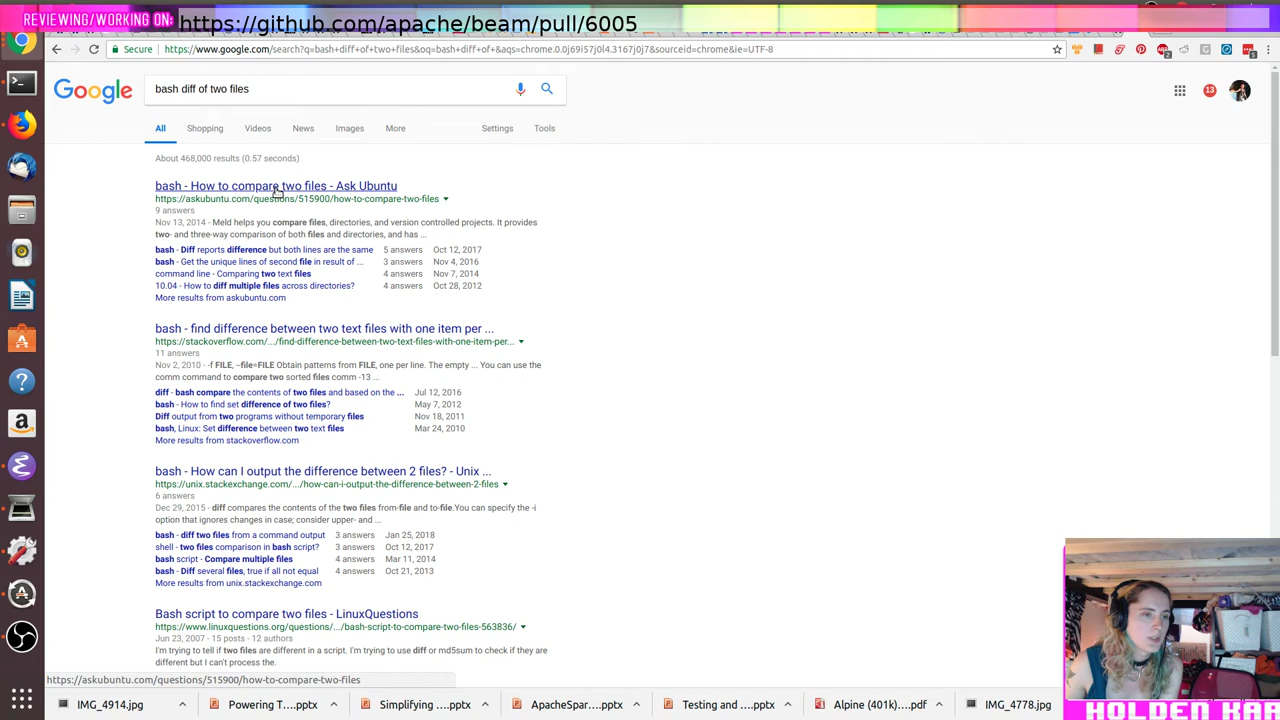 REVIEWING/WORKING ON: https://github.com/apache/beam/pull/6005
Secure https://www.google.com/search?q=bash+diff+of+two+files&oq=bash+diff+of+&aqs=chrome.0.0j69i57j0l4.3167j0j7&sourceid=chrome&ie=UTF-8
Google bash diff of two files 13
All Shopping Videos News Images More Settings Tools
About 468,000 results (0.57 seconds)
bash - How to compare two files - Ask Ubuntu
https://askubuntu.com/questions/515900/how-to-compare-two-files
9 answers
Nov 13, 2014 - Meld helps you compare files, directories, and version controlled projects. It provides
two- and three-way comparison of both files and directories, and has ...
bash - Diff reports difference but both lines are the same 5 answers Oct 12, 2017
bash - Get the unique lines of second file in result of ... 3 answers Nov 4, 2016
command line - Comparing two text files 4 answers Nov 7, 2014
10.04 - How to diff multiple files across directories? 4 answers Oct 28, 2012
More results from askubuntu.com
bash - find difference between two text files with one item per ...
https://stackoverflow.com/.../find-difference-between-two-text-files-with-one-item-per...
11 answers
Nov 2, 2010 - -f FILE, --file=FILE Obtain patterns from FILE, one per line. The empty ... You can use the
comm command to compare two sorted files comm -13 ...
diff - bash compare the contents of two files and based on the ... Jul 12, 2016
bash - How to find set difference of two files? May 7, 2012
Diff output from two programs without temporary files Nov 18, 2011
bash, Linux: Set difference between two text files Mar 24, 2010
More results from stackoverflow.com
bash - How can I output the difference between 2 files? - Unix ...
https://unix.stackexchange.com/.../how-can-i-output-the-difference-between-2-files
6 answers
Dec 29, 2015 - diff compares the contents of the two files from-file and to-file.You can specify the -i
option that ignores changes in case; consider upper- and ...
bash - diff two files from a command output 3 answers Jan 25, 2018
shell - two files comparison in bash script? 3 answers Oct 12, 2017
bash script - Compare multiple files 4 answers Mar 11, 2014
bash - Diff several files, true if all not equal 4 answers Oct 21, 2013
More results from unix.stackexchange.com
Bash script to compare two files - LinuxQuestions
https://www.linuxquestions.org/questions/.../bash-script-to-compare-two-files-563836/
Jun 23, 2007 - 15 posts - 12 authors
I'm trying to tell if two files are different in a script. I'm trying to use diff or md5sum to check if they are
different but I can't process the.
https://askubuntu.com/questions/515900/how-to-compare-two-files
IMG_4914.jpg Powering T....pptx Simplifying ....pptx ApacheSpar....pptx Testing and ....pptx Alpine (401k)....pdf IMG_4778.jpg
HOLDEN KAR